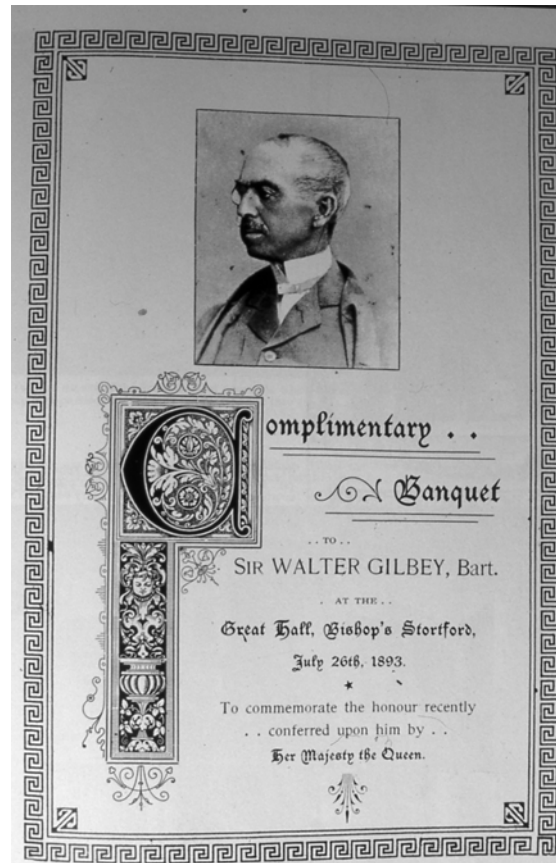 Complimentary . .
Banquet
. . TO . .
SIR WALTER GILBEY, Bart.
. AT THE . .
Great Hall, Bishop's Stortford,
July 26th, 1893.
To commemorate the honour recently
. . conferred upon him by . .
Her Majesty the Queen.